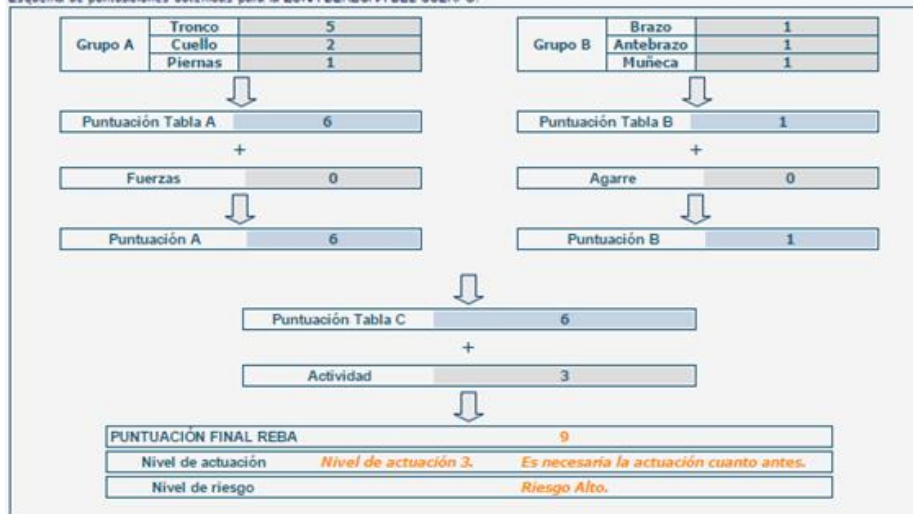 Grupo A Tronco 5 Grupo B Brazo 1
Cuello 2 Antebrazo 1
Piernas 1 Muñeca 1
Puntuación Tabla A 6 Puntuación Tabla B 1
+ +
Fuerzas 0 Agarre 0
Puntuación A 6 Puntuación B 1
Puntuación Tabla C 6
+
Actividad 3
PUNTUACIÓN FINAL REBA 9
Nivel de actuación Nivel de actuación 3. Es necesaria la actuación cuanto antes.
Nivel de riesgo Riesgo Alto.